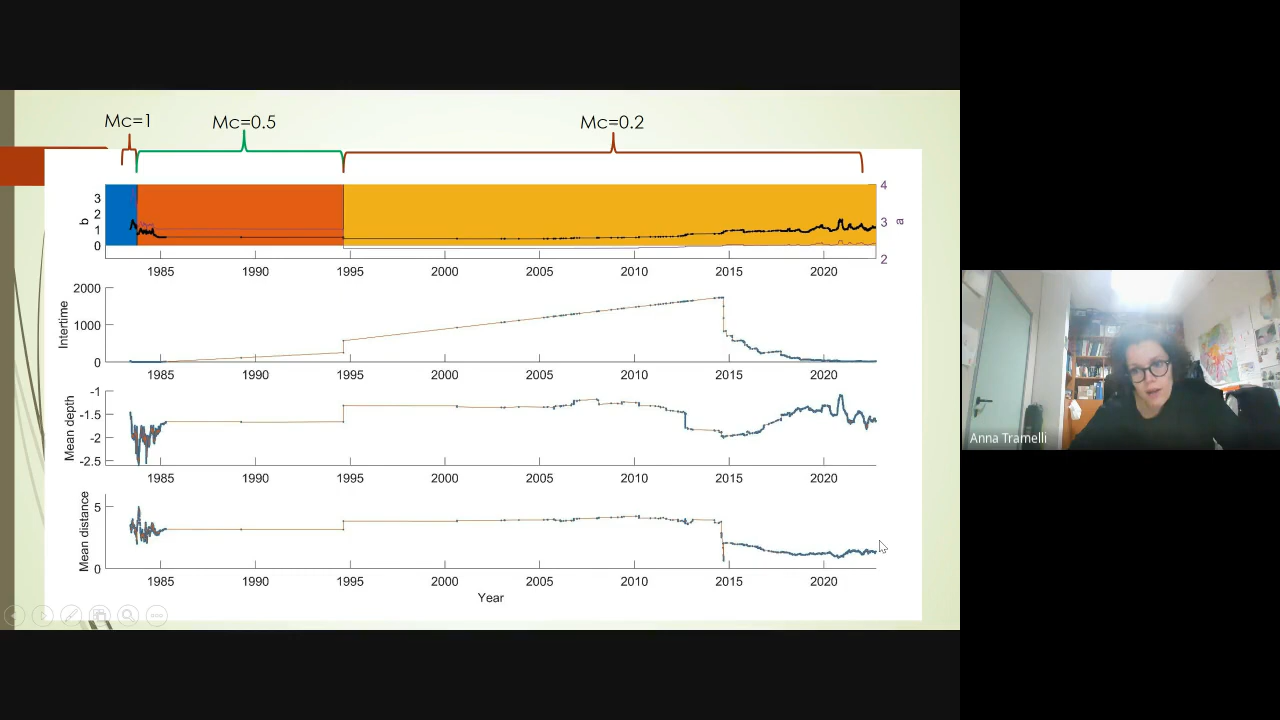 Mc=1 Mc=0.5 Mc=0.2
b
3
2
1
0
4
3
2
a
1985 1990 1995 2000 2005 2010 2015 2020
Intertime
2000
1000
0
1985 1990 1995 2000 2005 2010 2015 2020
Mean depth
-1
-1.5
-2
-2.5
1985 1990 1995 2000 2005 2010 2015 2020
Mean distance
5
0
1985 1990 1995 2000 2005 2010 2015 2020
Year
Anna Tramelli